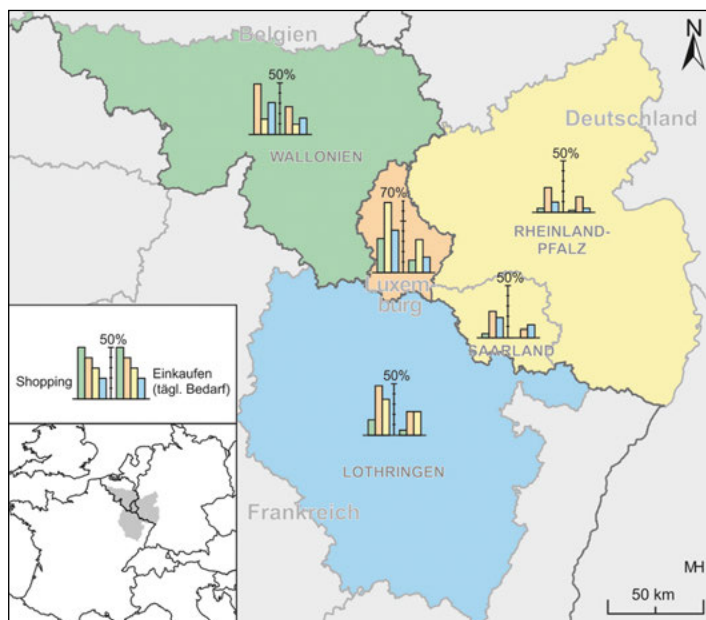 Belgien
N
50%
Deutschland
WALLONIEN
50%
70%
RHEINLAND-
PFALZ
Luxem-
burg
50%
SAARLAND
50%
Shopping
Einkaufen
(tägl. Bedarf)
50%
LOTHRINGEN
Frankreich
MH
50 km